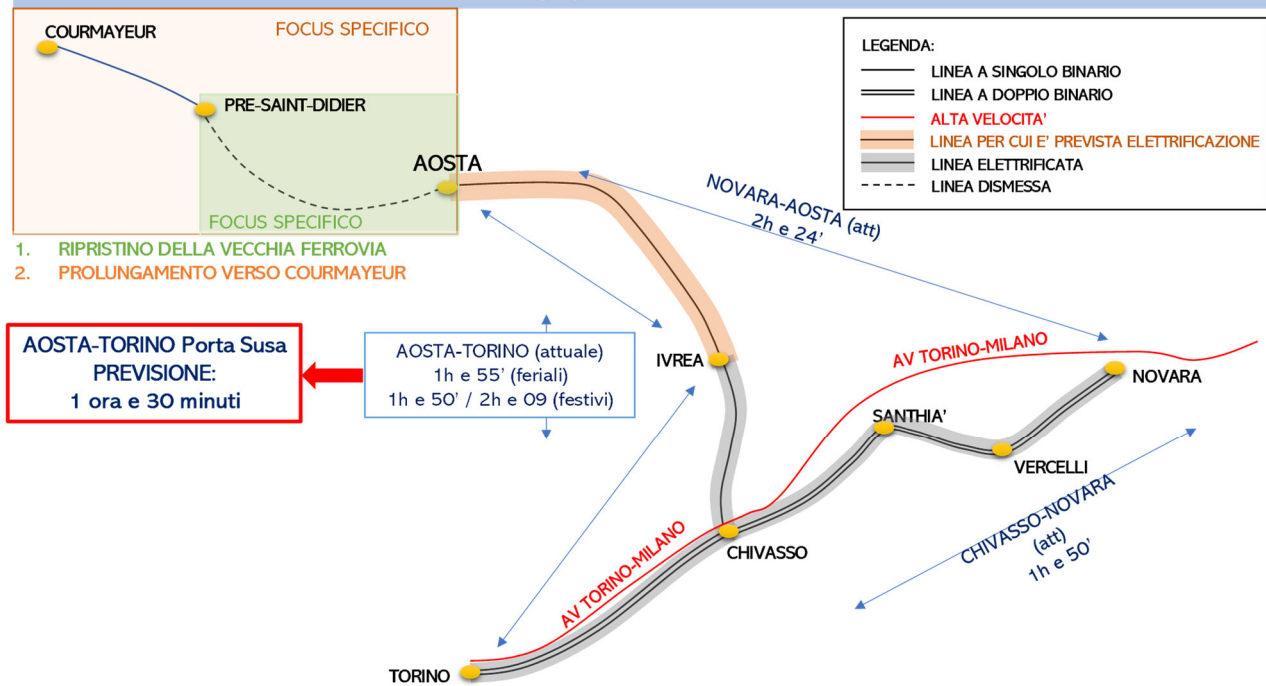 COURMAYEUR
FOCUS SPECIFICO
PRE-SAINT-DIDIER
AOSTA
FOCUS SPECIFICO
1. RIPRISTINO DELLA VECCHIA FERROVIA
2. PROLUNGAMENTO VERSO COURMAYEUR
LEGENDA:
LINEA A SINGOLO BINARIO
LINEA A DOPPIO BINARIO
ALTA VELOCITA'
LINEA PER CUI E' PREVISTA ELETTRIFICAZIONE
LINEA ELETTRIFICATA
LINEA DISMESSA
NOVARA-AOSTA (att)
2h e 24'
AOSTA-TORINO Porta Susa
PREVISIONE:
1 ora e 30 minuti
AOSTA-TORINO (attuale)
1h e 55' (feriali)
1h e 50' / 2h e 09 (festivi)
IVREA
AV TORINO-MILANO
NOVARA
SANTHIA'
VERCELLI
CHIVASSO-NOVARA
(att)
1h e 50'
CHIVASSO
AV TORINO-MILANO
TORINO